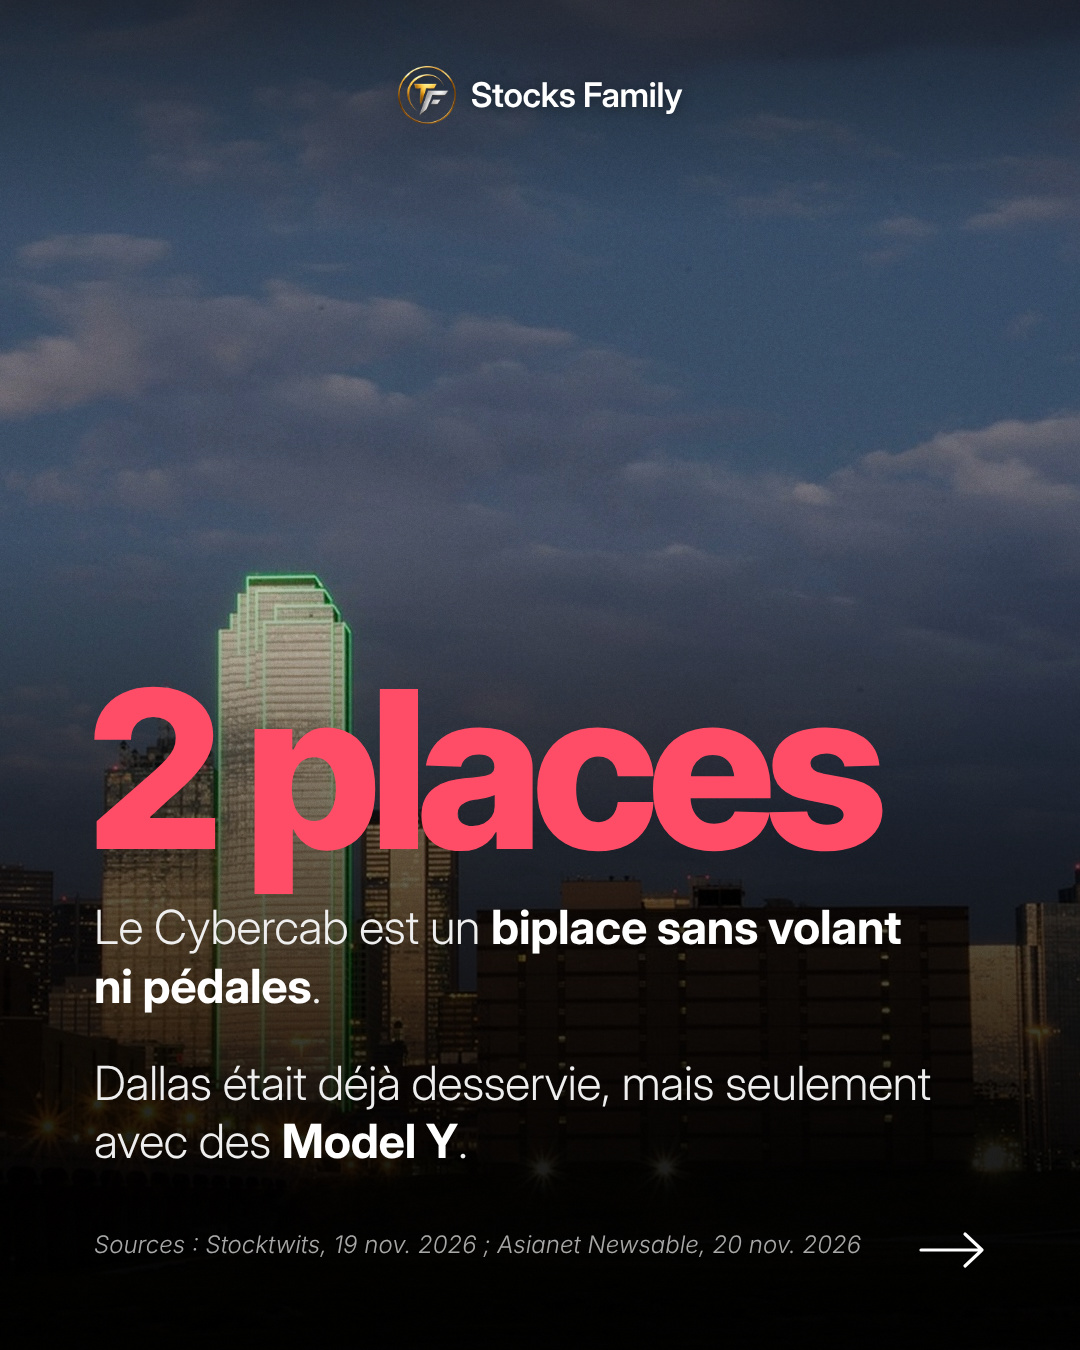 Stocks Family
2 places
Le Cybercab est un biplace sans volant
ni pédales.
Dallas était déjà desservie, mais seulement
avec des Model Y.
Sources : Stocktwits, 19 nov. 2026 ; Asianet Newsable, 20 nov. 2026